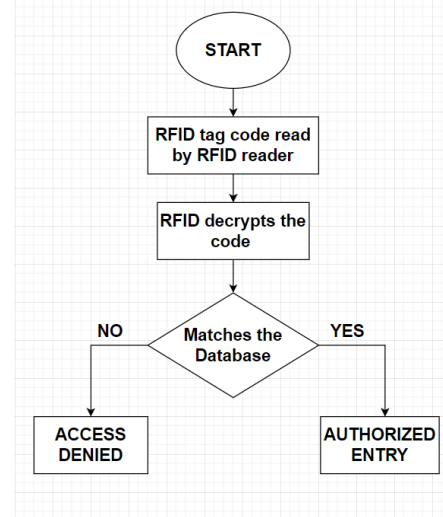 START
RFID tag code read
by RFID reader
RFID decrypts the
code
Matches the
Database
NO
YES
ACCESS
DENIED
AUTHORIZED
ENTRY